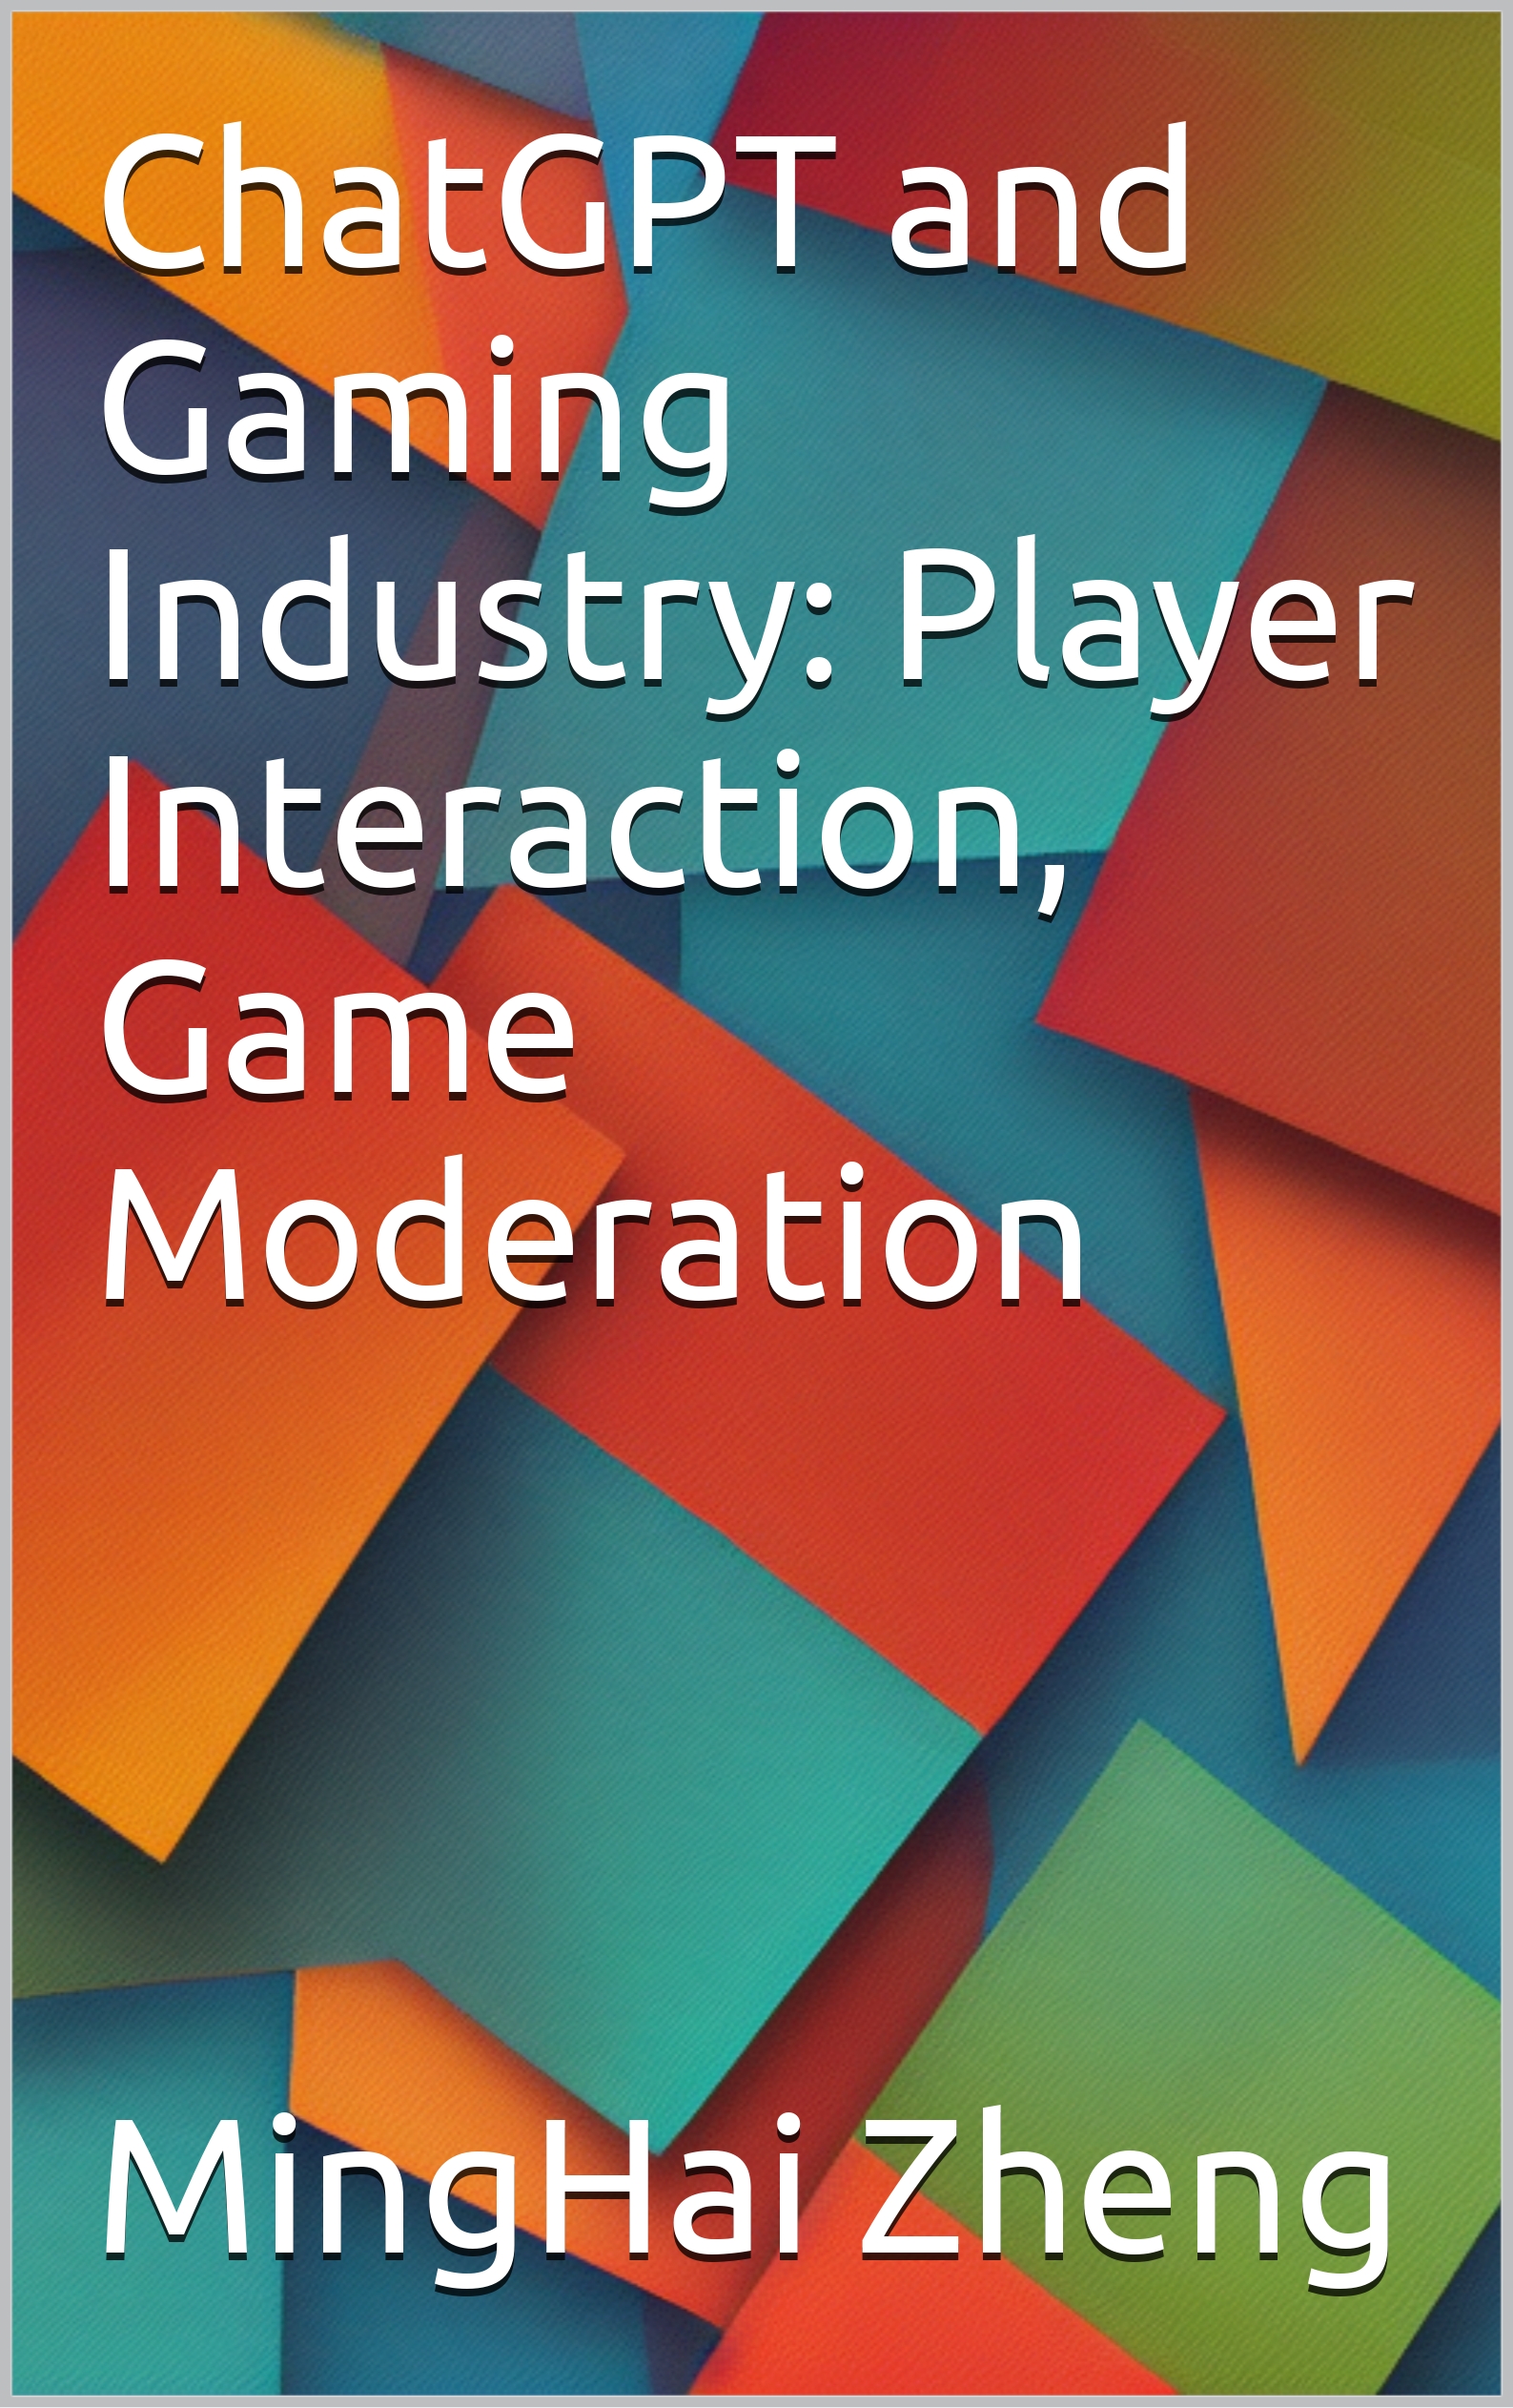 ChatGPT and
Gaming
Industry: Player
Interaction,
Game
Moderation
MingHai Zheng